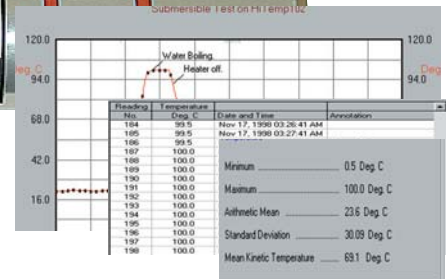 Submersible Test on HiTemp102
120.0 120.0
Deg. C Deg.
Water Boiling.
Heater off.
94.0 94.0
68.0
42.0
16.0
Reading Temperature
No. Deg. C Date and Time Annotation
184 99.5 Nov 17, 1998 03:26:41 AM
185 99.5 Nov 17, 1998 03:27:41 AM
186 99.5
187 100.0
188 100.0
189 100.0
190 100.0
191 100.0
192 100.0
193 100.0
194 100.0
195 100.0
196 100.0
197 100.0
198 100.0
Minimum 0.5 Deg. C
Maximum 100.0 Deg. C
Arithmetic Mean 23.6 Deg. C
Standard Deviation 30.09 Deg. C
Mean Kinetic Temperature 69.1 Deg. C